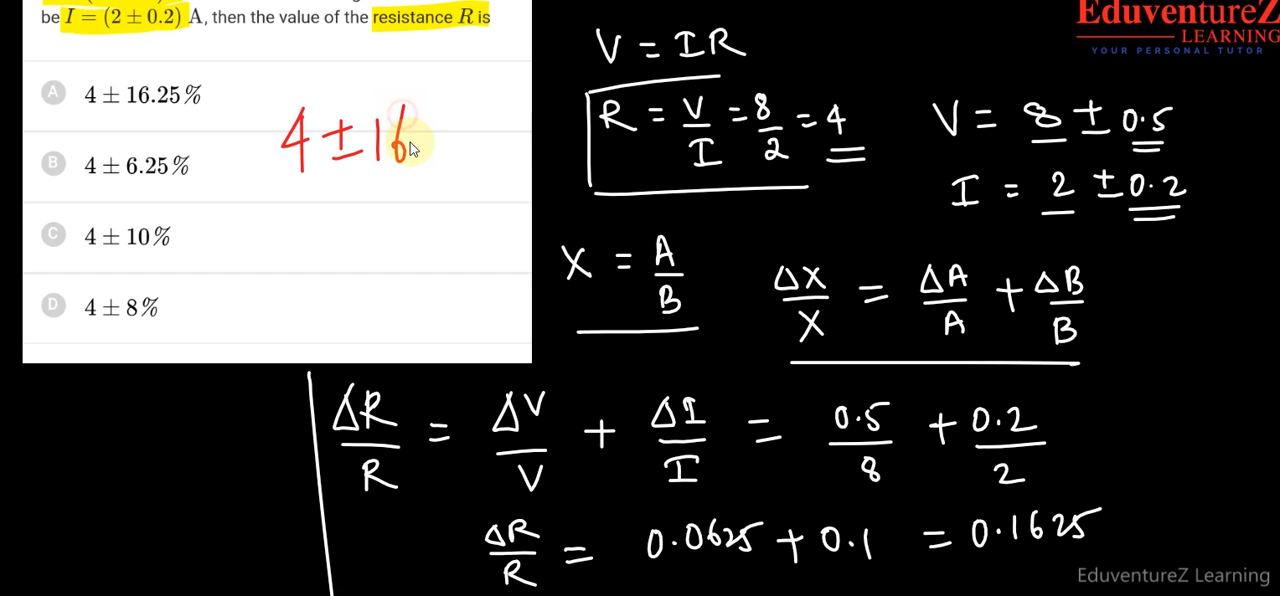 be I = (2 ± 0.2) A, then the value of the resistance R is
A 4 ± 16.25%
B 4 ± 6.25%
C 4 ± 10%
D 4 ± 8%
4 ± 16
EduventureZ
LEARNING
YOUR PERSONAL TUTOR
V = IR
R = V/I = 8/2 = 4
V = 8 ± 0.5
I = 2 ± 0.2
X = A/B
ΔX/X = ΔA/A + ΔB/B
ΔR/R = ΔV/V + ΔI/I = 0.5/8 + 0.2/2
ΔR/R = 0.0625 + 0.1 = 0.1625
EduventureZ Learning